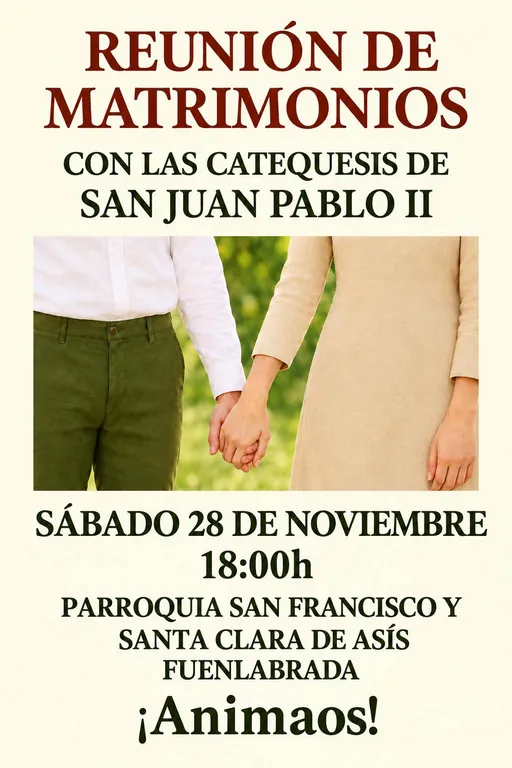 REUNIÓN DE
MATRIMONIOS
CON LAS CATEQUESIS DE
SAN JUAN PABLO II
SÁBADO 28 DE NOVIEMBRE
18:00h
PARROQUIA SAN FRANCISCO Y
SANTA CLARA DE ASÍS
FUENLABRADA
¡Animaos!